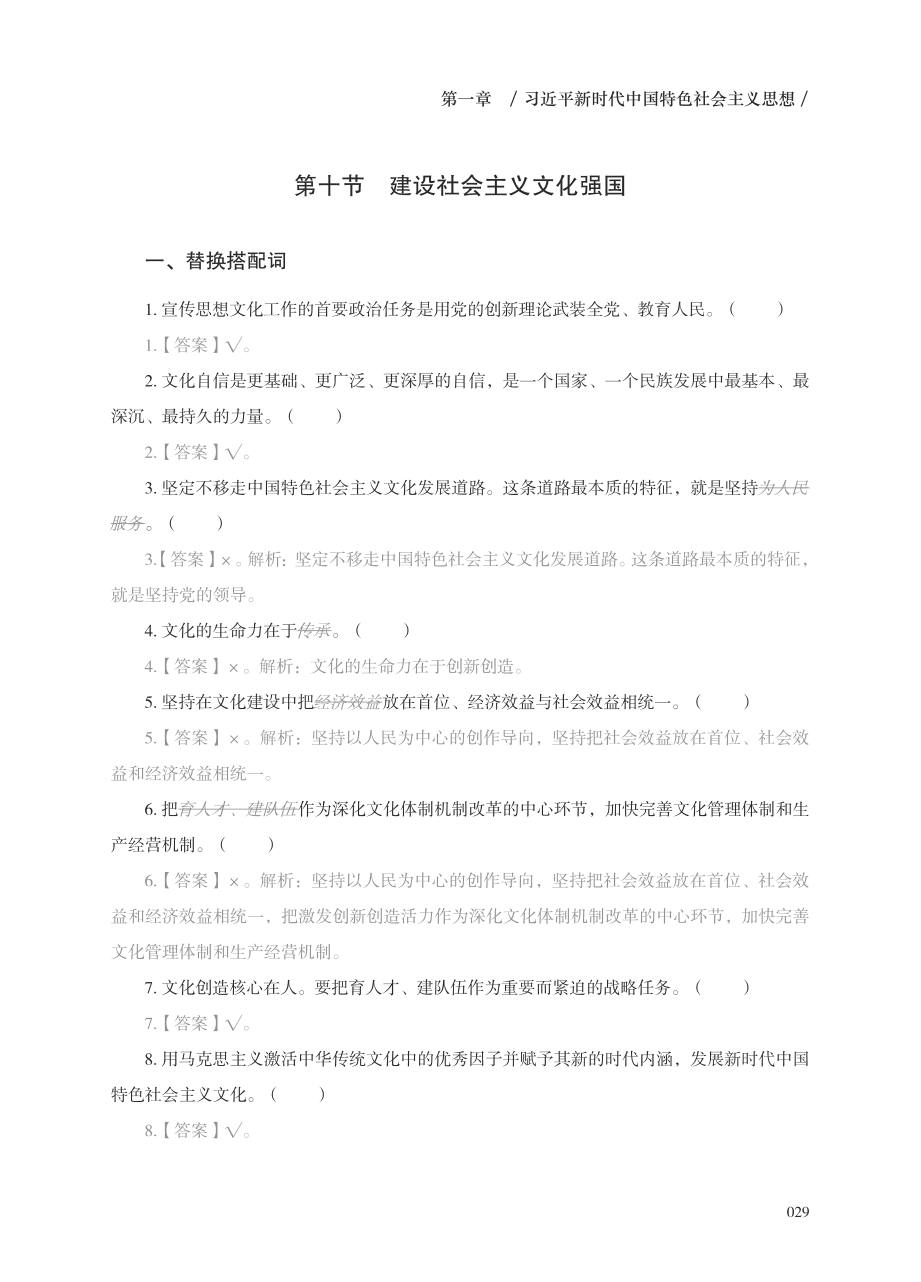 第一章　/ 习近平新时代中国特色社会主义思想 /
第十节　建设社会主义文化强国
一、替换搭配词
1. 宣传思想文化工作的首要政治任务是用党的创新理论武装全党、教育人民。（　　）
1.【答案】√。
2. 文化自信是更基础、更广泛、更深厚的自信，是一个国家、一个民族发展中最基本、最
深沉、最持久的力量。（　　）
2.【答案】√。
3. 坚定不移走中国特色社会主义文化发展道路。这条道路最本质的特征，就是坚持为人民
服务。（　　）
3.【答案】×。解析：坚定不移走中国特色社会主义文化发展道路。这条道路最本质的特征，
就是坚持党的领导。
4. 文化的生命力在于传承。（　　）
4.【答案】×。解析：文化的生命力在于创新创造。
5. 坚持在文化建设中把经济效益放在首位、经济效益与社会效益相统一。（　　）
5.【答案】×。解析：坚持以人民为中心的创作导向，坚持把社会效益放在首位、社会效
益和经济效益相统一。
6. 把育人才、建队伍作为深化文化体制机制改革的中心环节，加快完善文化管理体制和生
产经营机制。（　　）
6.【答案】×。解析：坚持以人民为中心的创作导向，坚持把社会效益放在首位、社会效
益和经济效益相统一，把激发创新创造活力作为深化文化体制机制改革的中心环节，加快完善
文化管理体制和生产经营机制。
7. 文化创造核心在人。要把育人才、建队伍作为重要而紧迫的战略任务。（　　）
7.【答案】√。
8. 用马克思主义激活中华传统文化中的优秀因子并赋予其新的时代内涵，发展新时代中国
特色社会主义文化。（　　）
8.【答案】√。
029